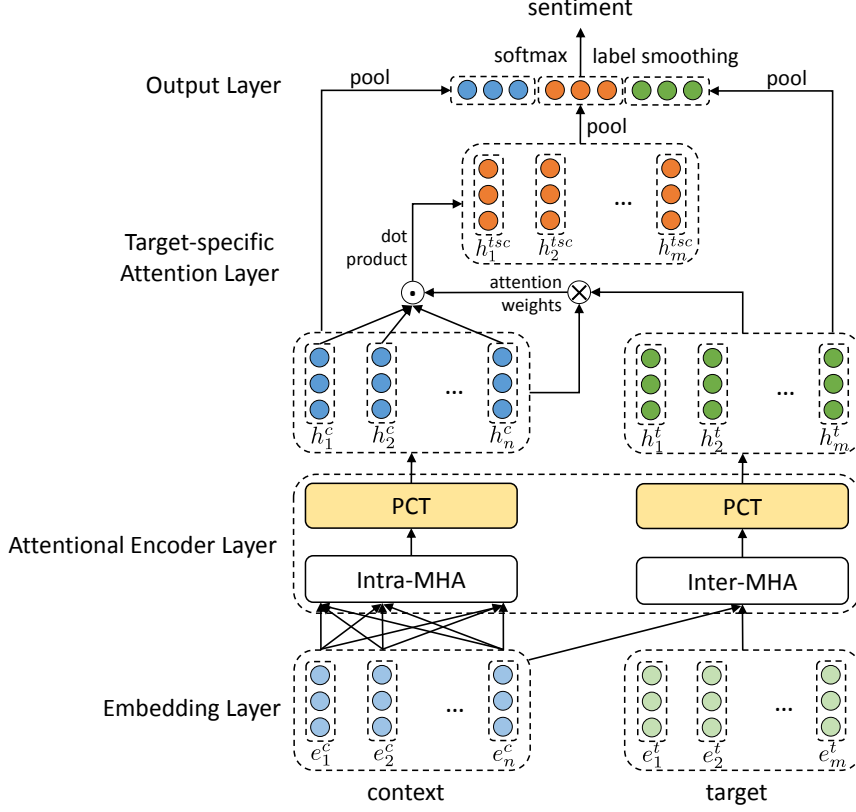 sentiment
softmax label smoothing
Output Layer pool pool
pool
h_1^{tsc} h_2^{tsc} ... h_m^{tsc}
Target-specific
Attention Layer
dot
product
attention
weights
h_1^c h_2^c ... h_n^c h_1^t h_2^t ... h_m^t
PCT PCT
Attentional Encoder Layer
Intra-MHA Inter-MHA
Embedding Layer
e_1^c e_2^c ... e_n^c e_1^t e_2^t ... e_m^t
context target